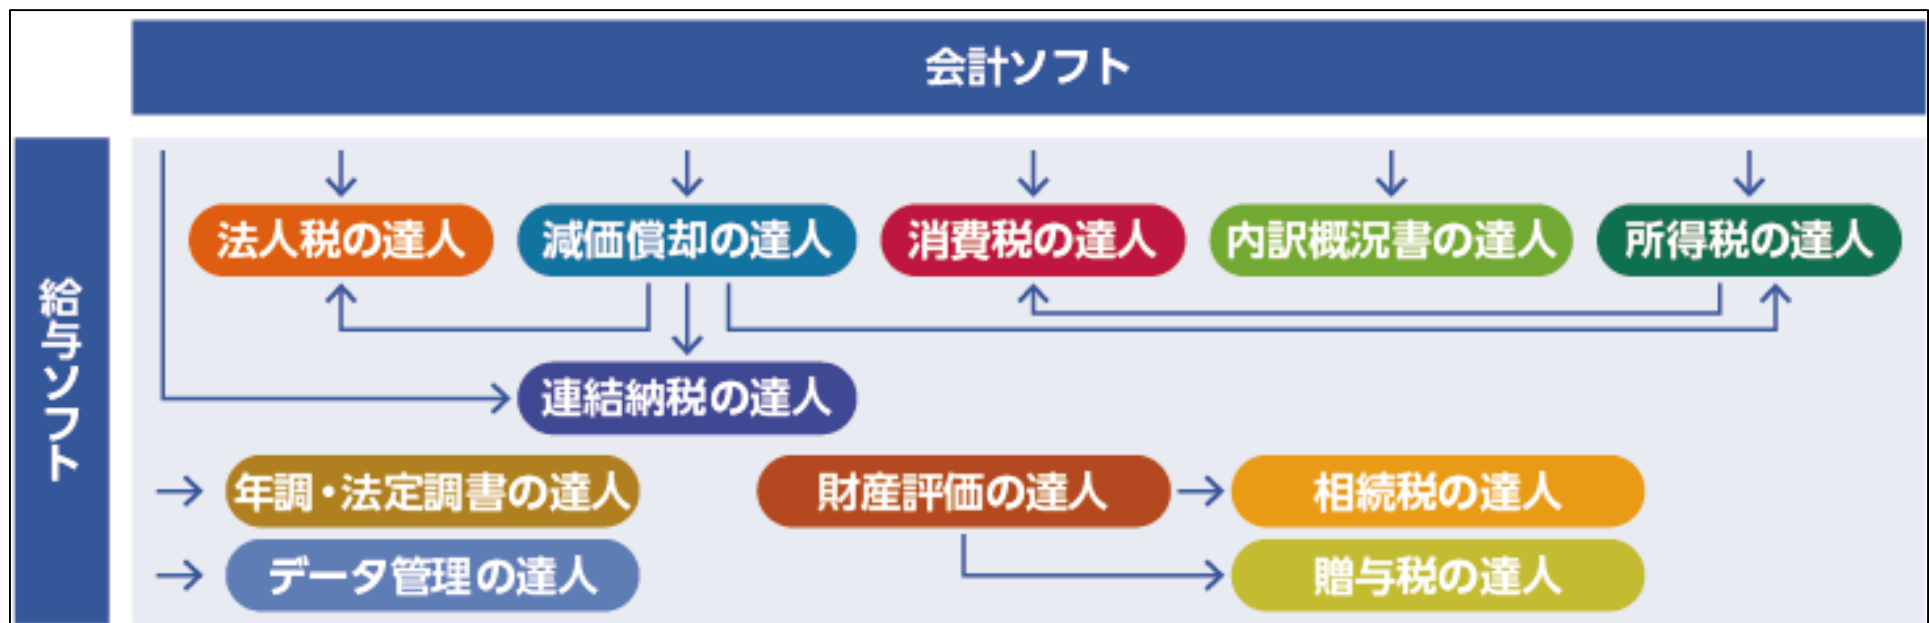 会計ソフト
給与ソフト
法人税の達人
減価償却の達人
消費税の達人
内訳概況書の達人
所得税の達人
連結納税の達人
年調・法定調書の達人
財産評価の達人
相続税の達人
データ管理の達人
贈与税の達人